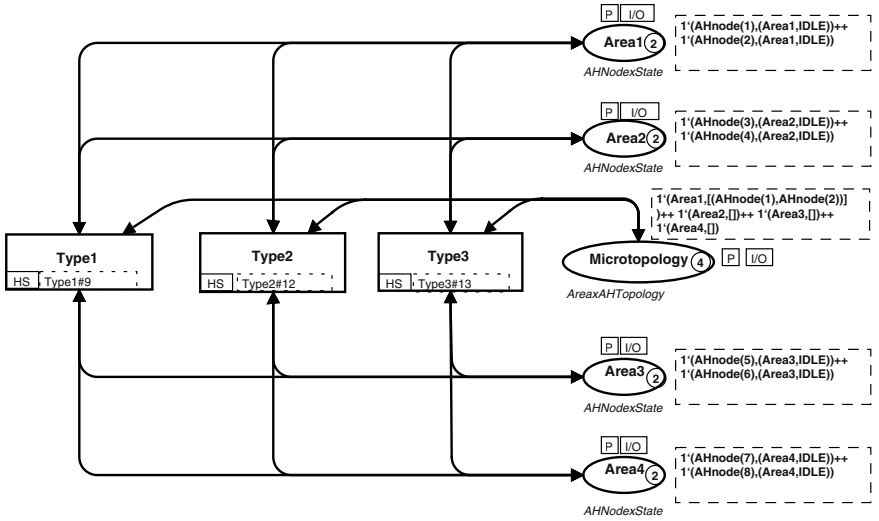 P I/O
Area1 2
AHNodexState
1‘(AHnode(1),(Area1,IDLE))++
1‘(AHnode(2),(Area1,IDLE))
P I/O
Area2 2
AHNodexState
1‘(AHnode(3),(Area2,IDLE))++
1‘(AHnode(4),(Area2,IDLE))
1‘(Area1,[(AHnode(1),AHnode(2))]
)++ 1‘(Area2,[])++ 1‘(Area3,[])++
1‘(Area4,[])
Type1
HS Type1#9
Type2
HS Type2#12
Type3
HS Type3#13
Microtopology 4
P I/O
AreaxAHTopology
P I/O
Area3 2
AHNodexState
1‘(AHnode(5),(Area3,IDLE))++
1‘(AHnode(6),(Area3,IDLE))
P I/O
Area4 2
AHNodexState
1‘(AHnode(7),(Area4,IDLE))++
1‘(AHnode(8),(Area4,IDLE))